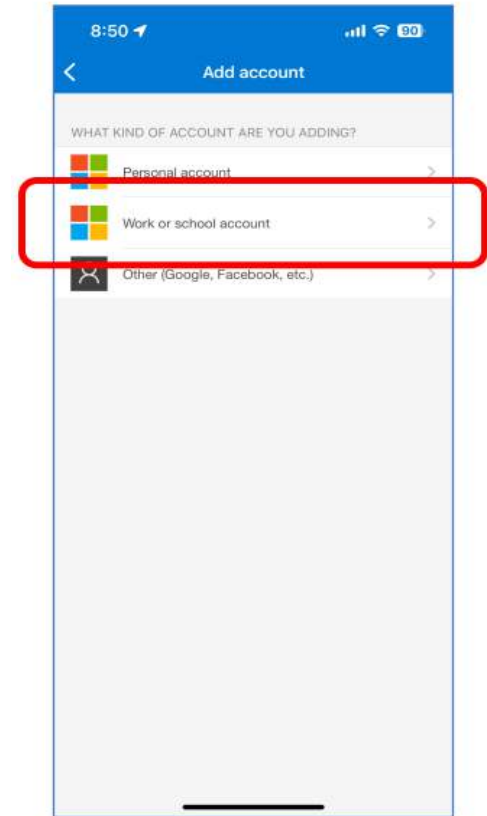 8:50 90
Add account
WHAT KIND OF ACCOUNT ARE YOU ADDING?
Personal account
Work or school account
Other (Google, Facebook, etc.)